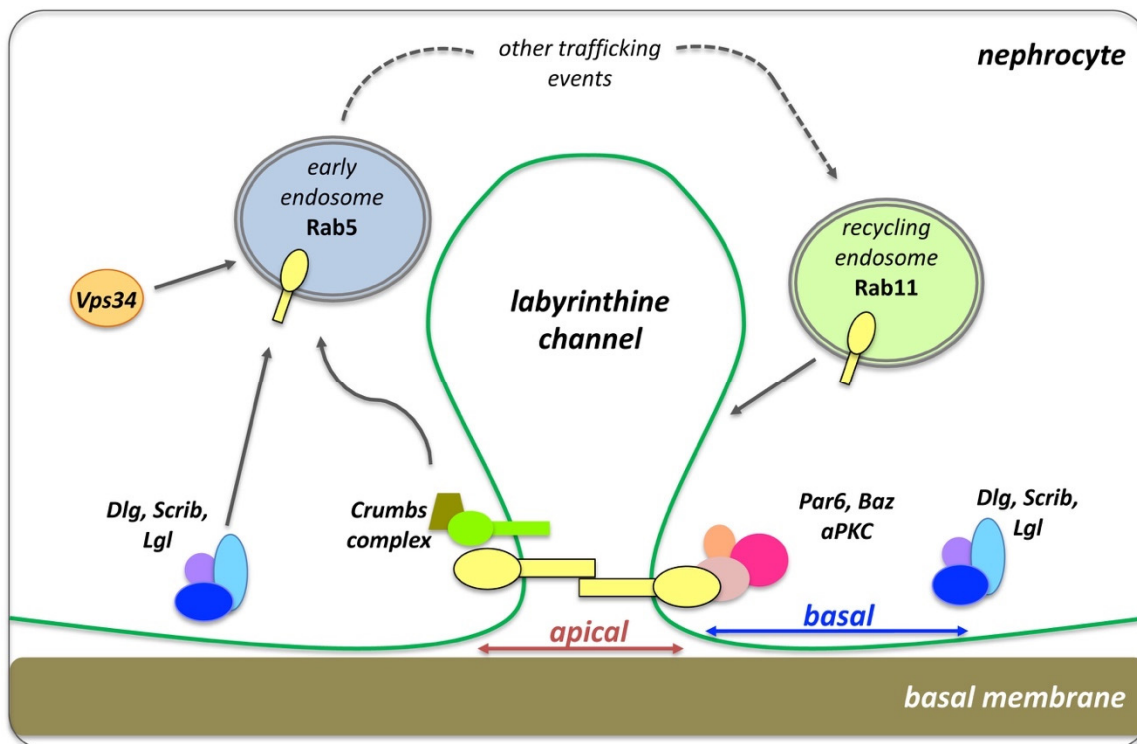 other trafficking
events
nephrocyte
early
endosome
Rab5
recycling
endosome
Rab11
Vps34
labyrinthine
channel
Dlg, Scrib,
Lgl
Crumbs
complex
Par6, Baz
aPKC
Dlg, Scrib,
Lgl
apical
basal
basal membrane